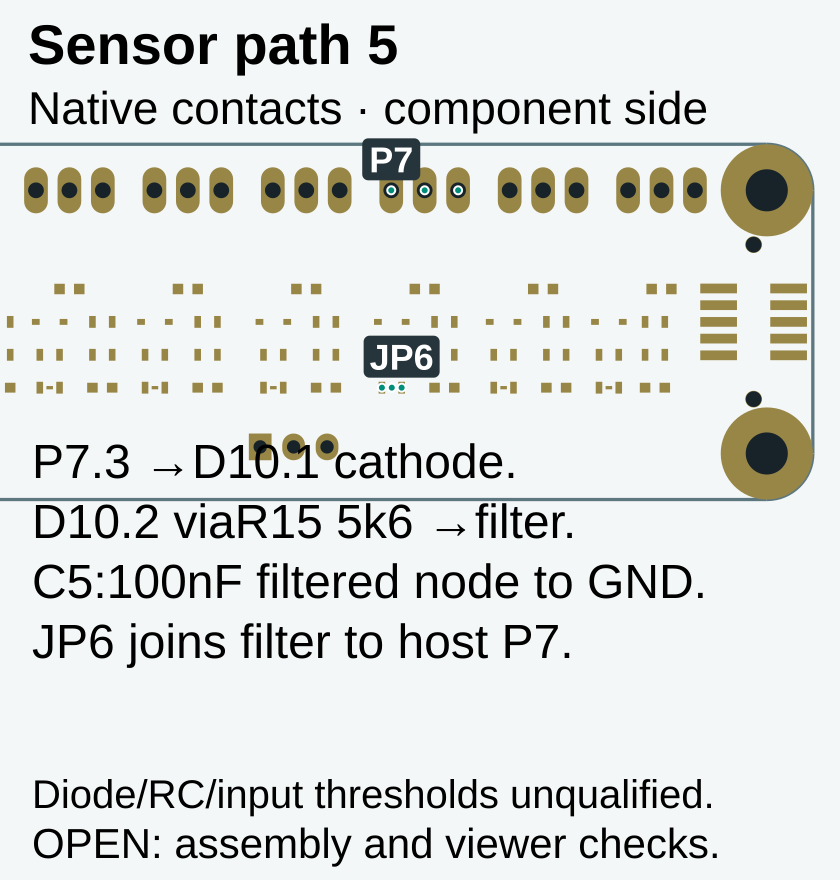 Sensor path 5
Native contacts · component side
P7
JP6
P7.3 →D10.1 cathode.
D10.2 viaR15 5k6 →filter.
C5:100nF filtered node to GND.
JP6 joins filter to host P7.
Diode/RC/input thresholds unqualified.
OPEN: assembly and viewer checks.